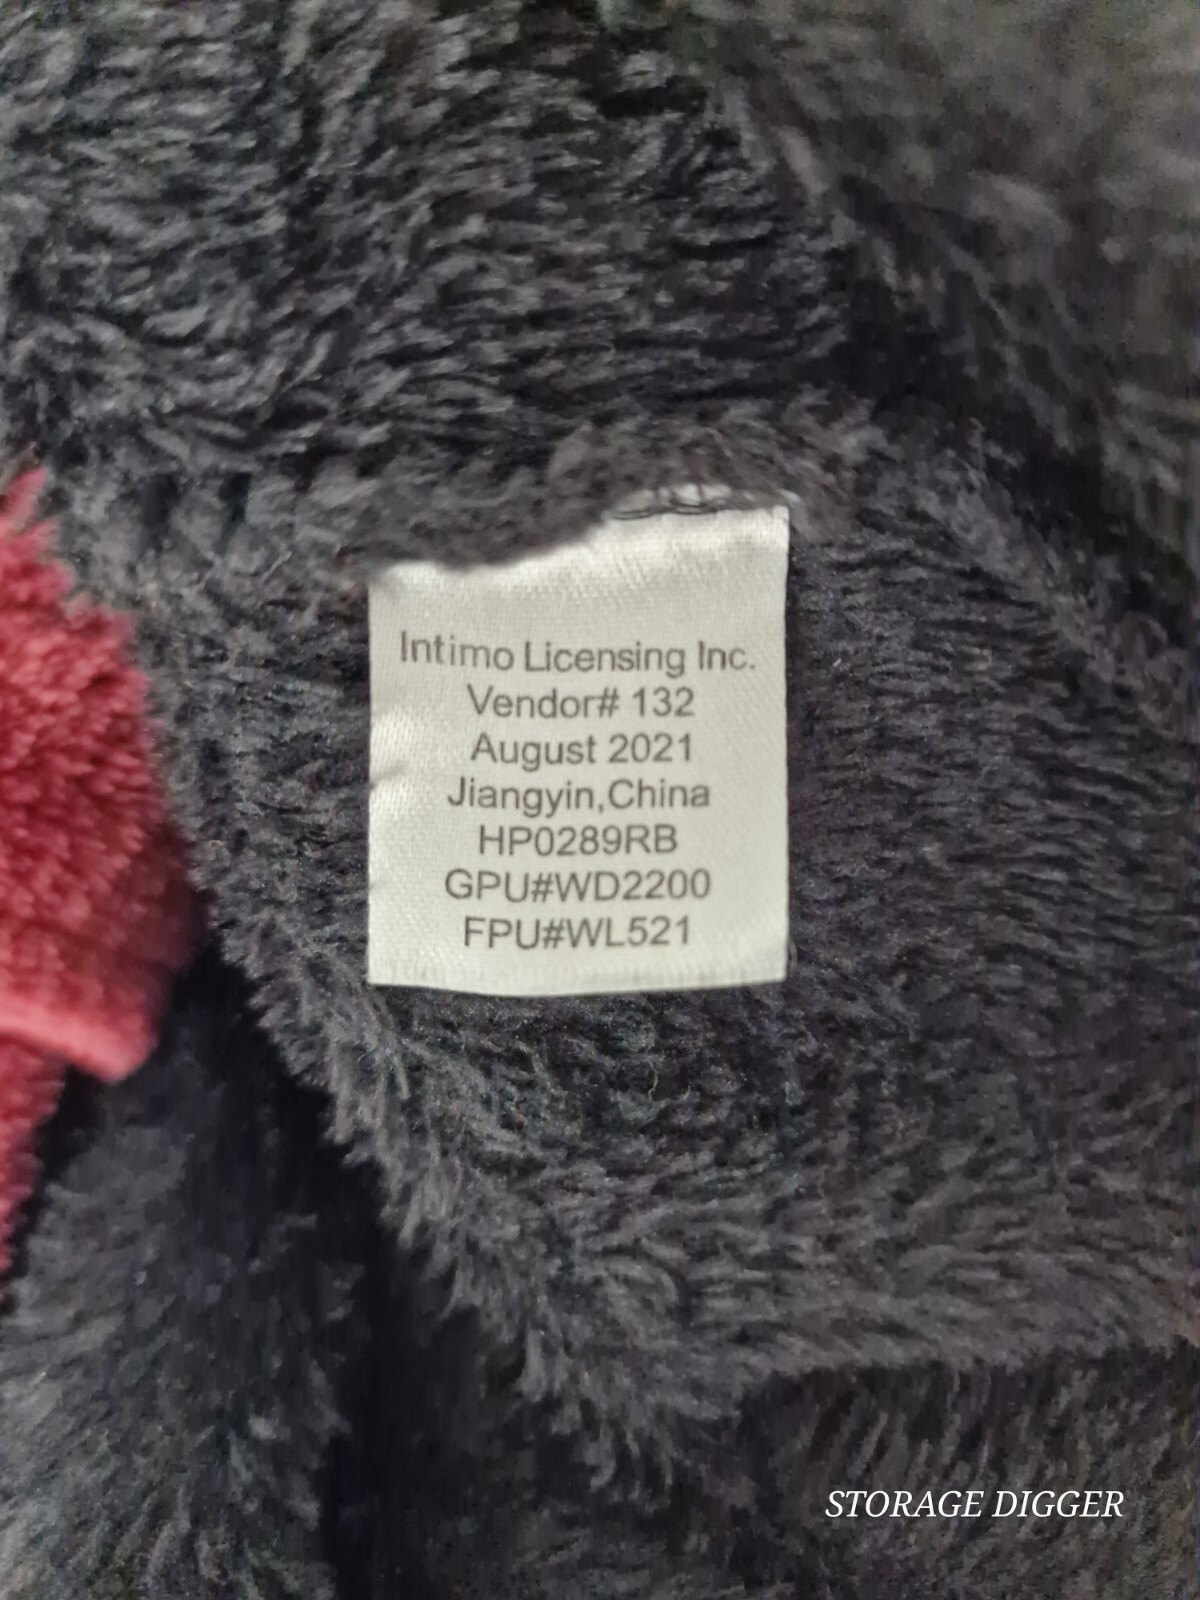 Intimo Licensing Inc.
Vendor# 132
August 2021
Jiangyin,China
HP0289RB
GPU#WD2200
FPU#WL521
STORAGE DIGGER